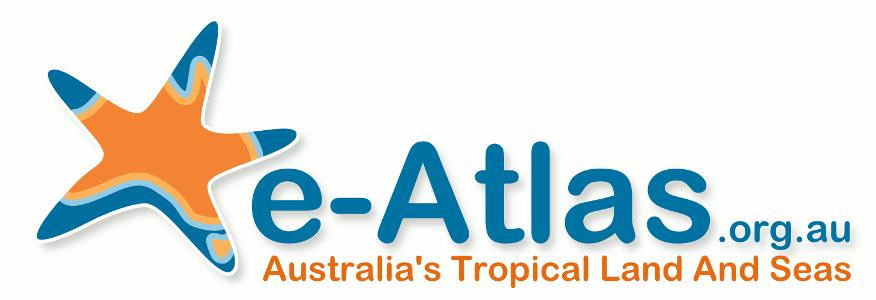 e-Atlas.org.au
Australia's Tropical Land And Seas